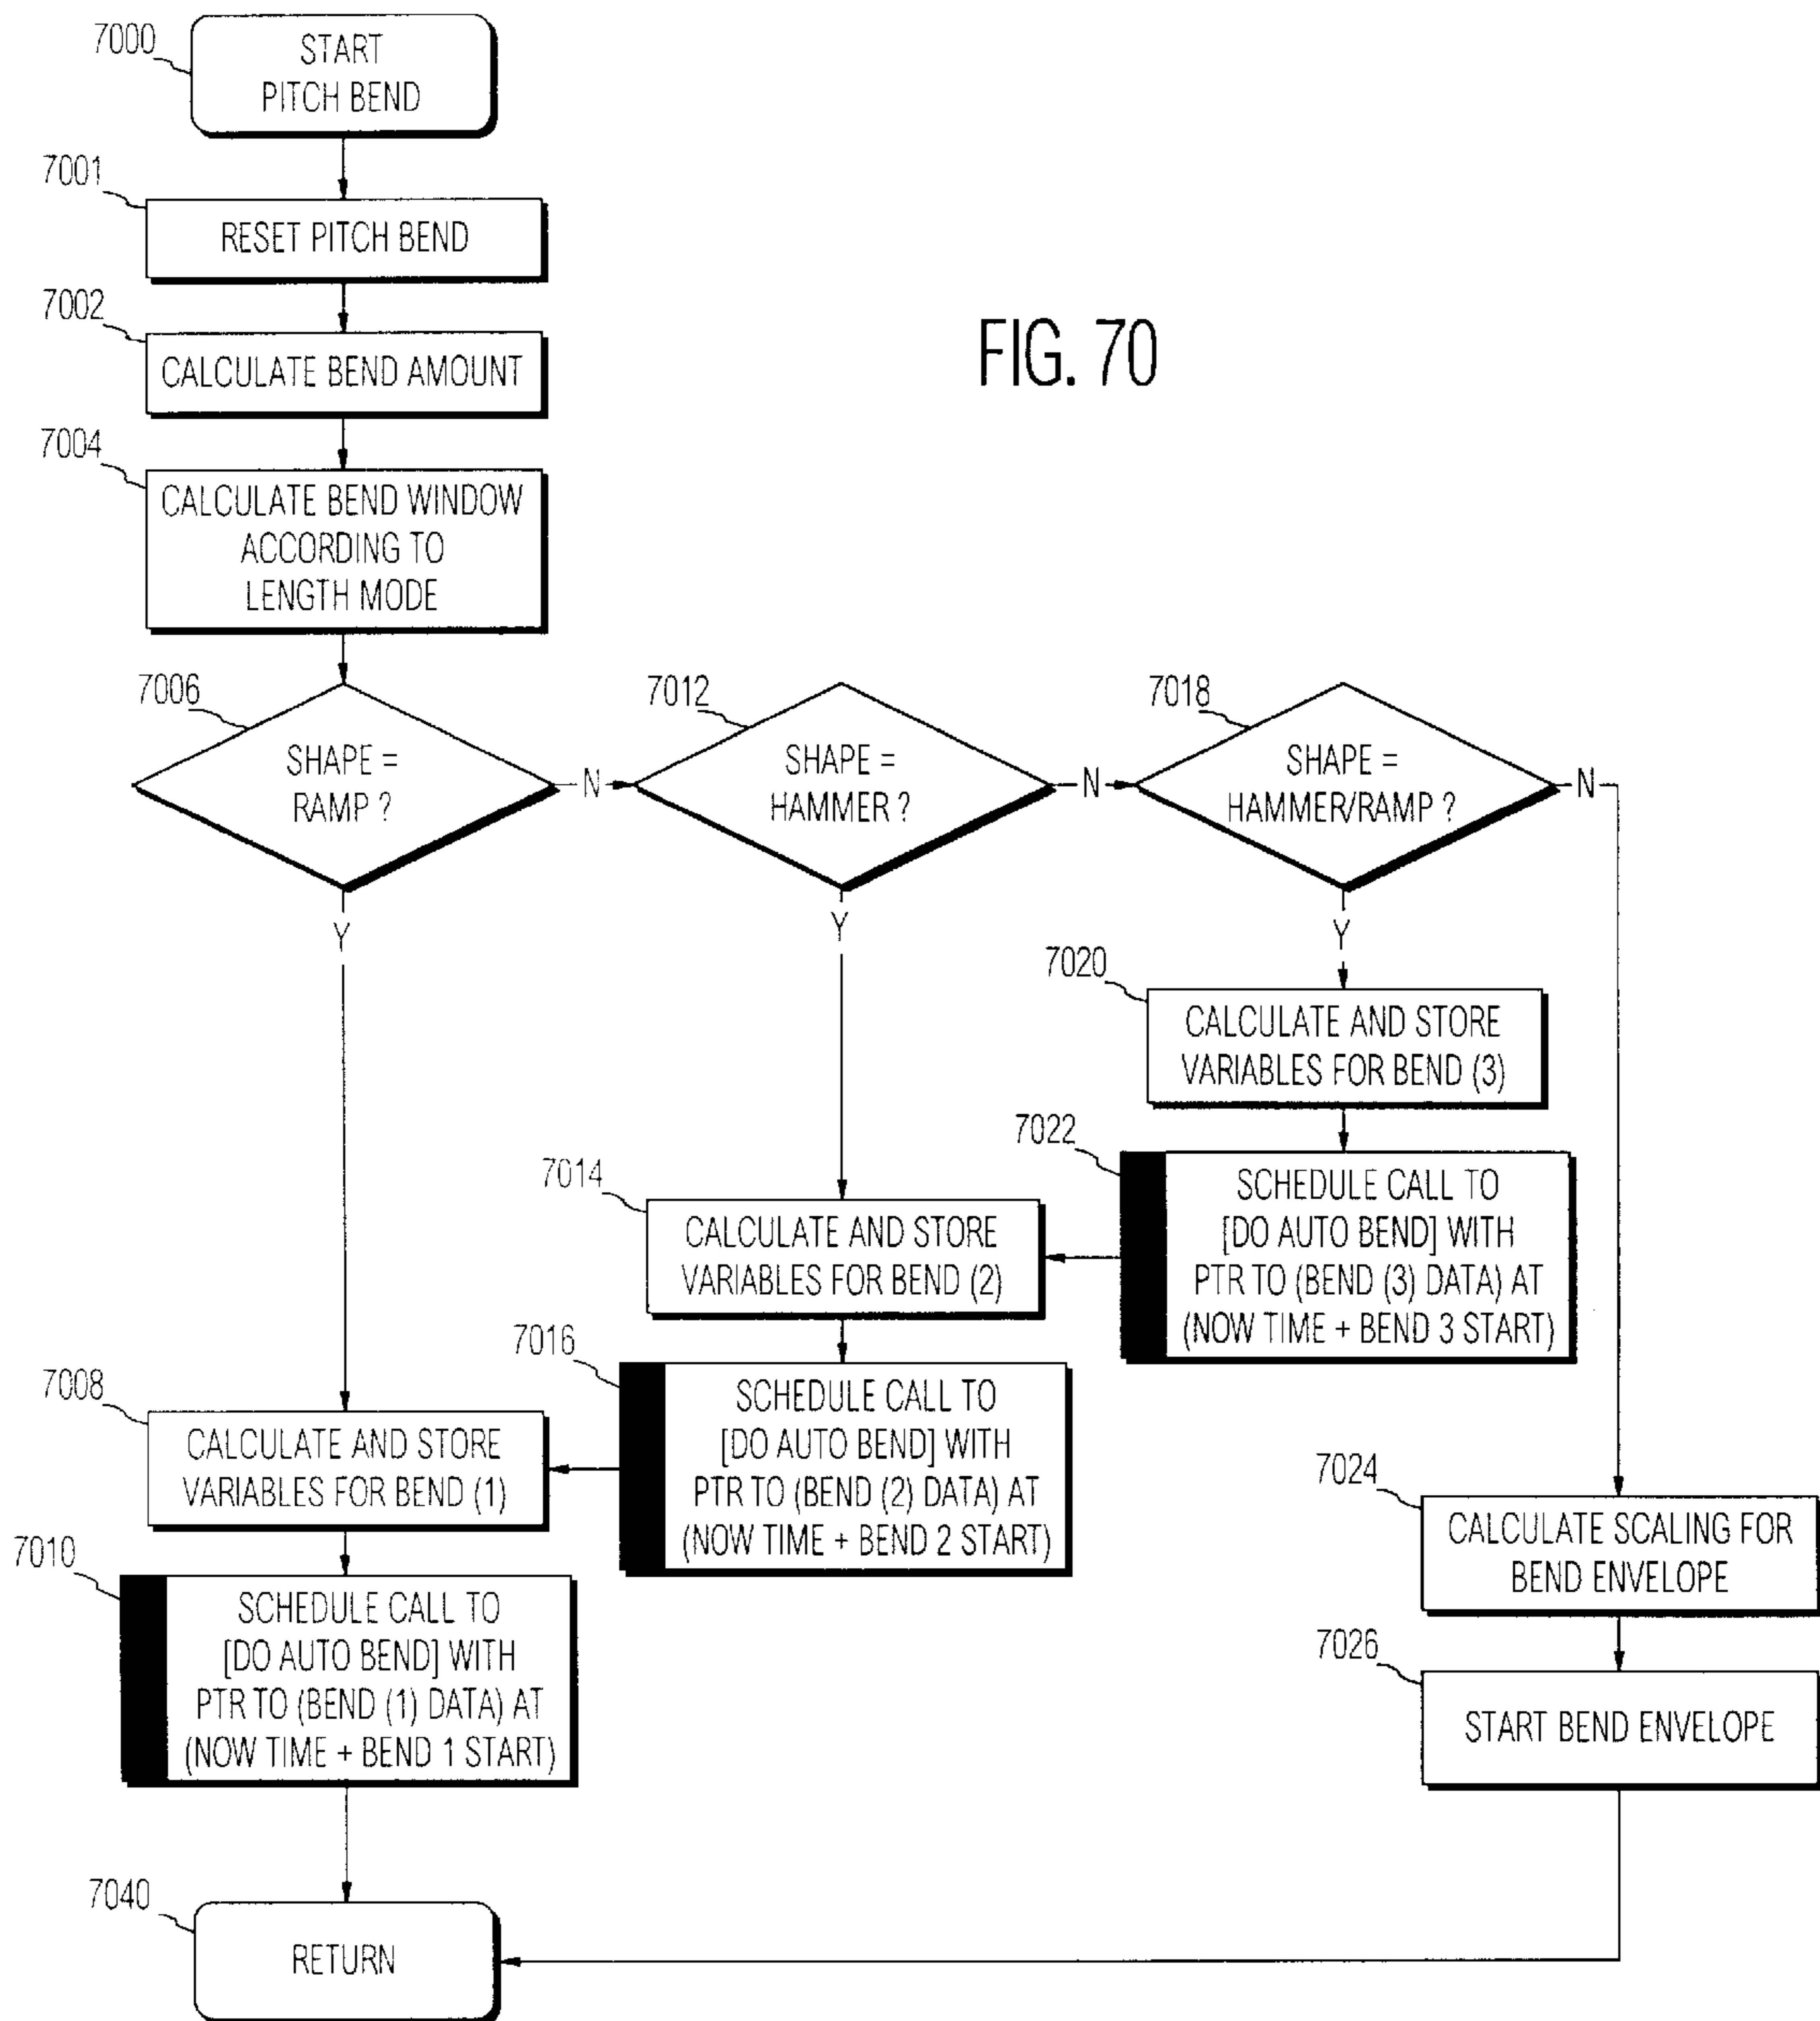 7000
START
PITCH BEND
7001
RESET PITCH BEND
7002
CALCULATE BEND AMOUNT
FIG. 70
7004
CALCULATE BEND WINDOW
ACCORDING TO
LENGTH MODE
7006
SHAPE =
RAMP ?
N
Y
7012
SHAPE =
HAMMER ?
N
Y
7018
SHAPE =
HAMMER/RAMP ?
N
Y
7020
CALCULATE AND STORE
VARIABLES FOR BEND (3)
7022
SCHEDULE CALL TO
[DO AUTO BEND] WITH
PTR TO (BEND (3) DATA) AT
(NOW TIME + BEND 3 START)
7014
CALCULATE AND STORE
VARIABLES FOR BEND (2)
7016
SCHEDULE CALL TO
[DO AUTO BEND] WITH
PTR TO (BEND (2) DATA) AT
(NOW TIME + BEND 2 START)
7008
CALCULATE AND STORE
VARIABLES FOR BEND (1)
7010
SCHEDULE CALL TO
[DO AUTO BEND] WITH
PTR TO (BEND (1) DATA) AT
(NOW TIME + BEND 1 START)
7024
CALCULATE SCALING FOR
BEND ENVELOPE
7026
START BEND ENVELOPE
7040
RETURN